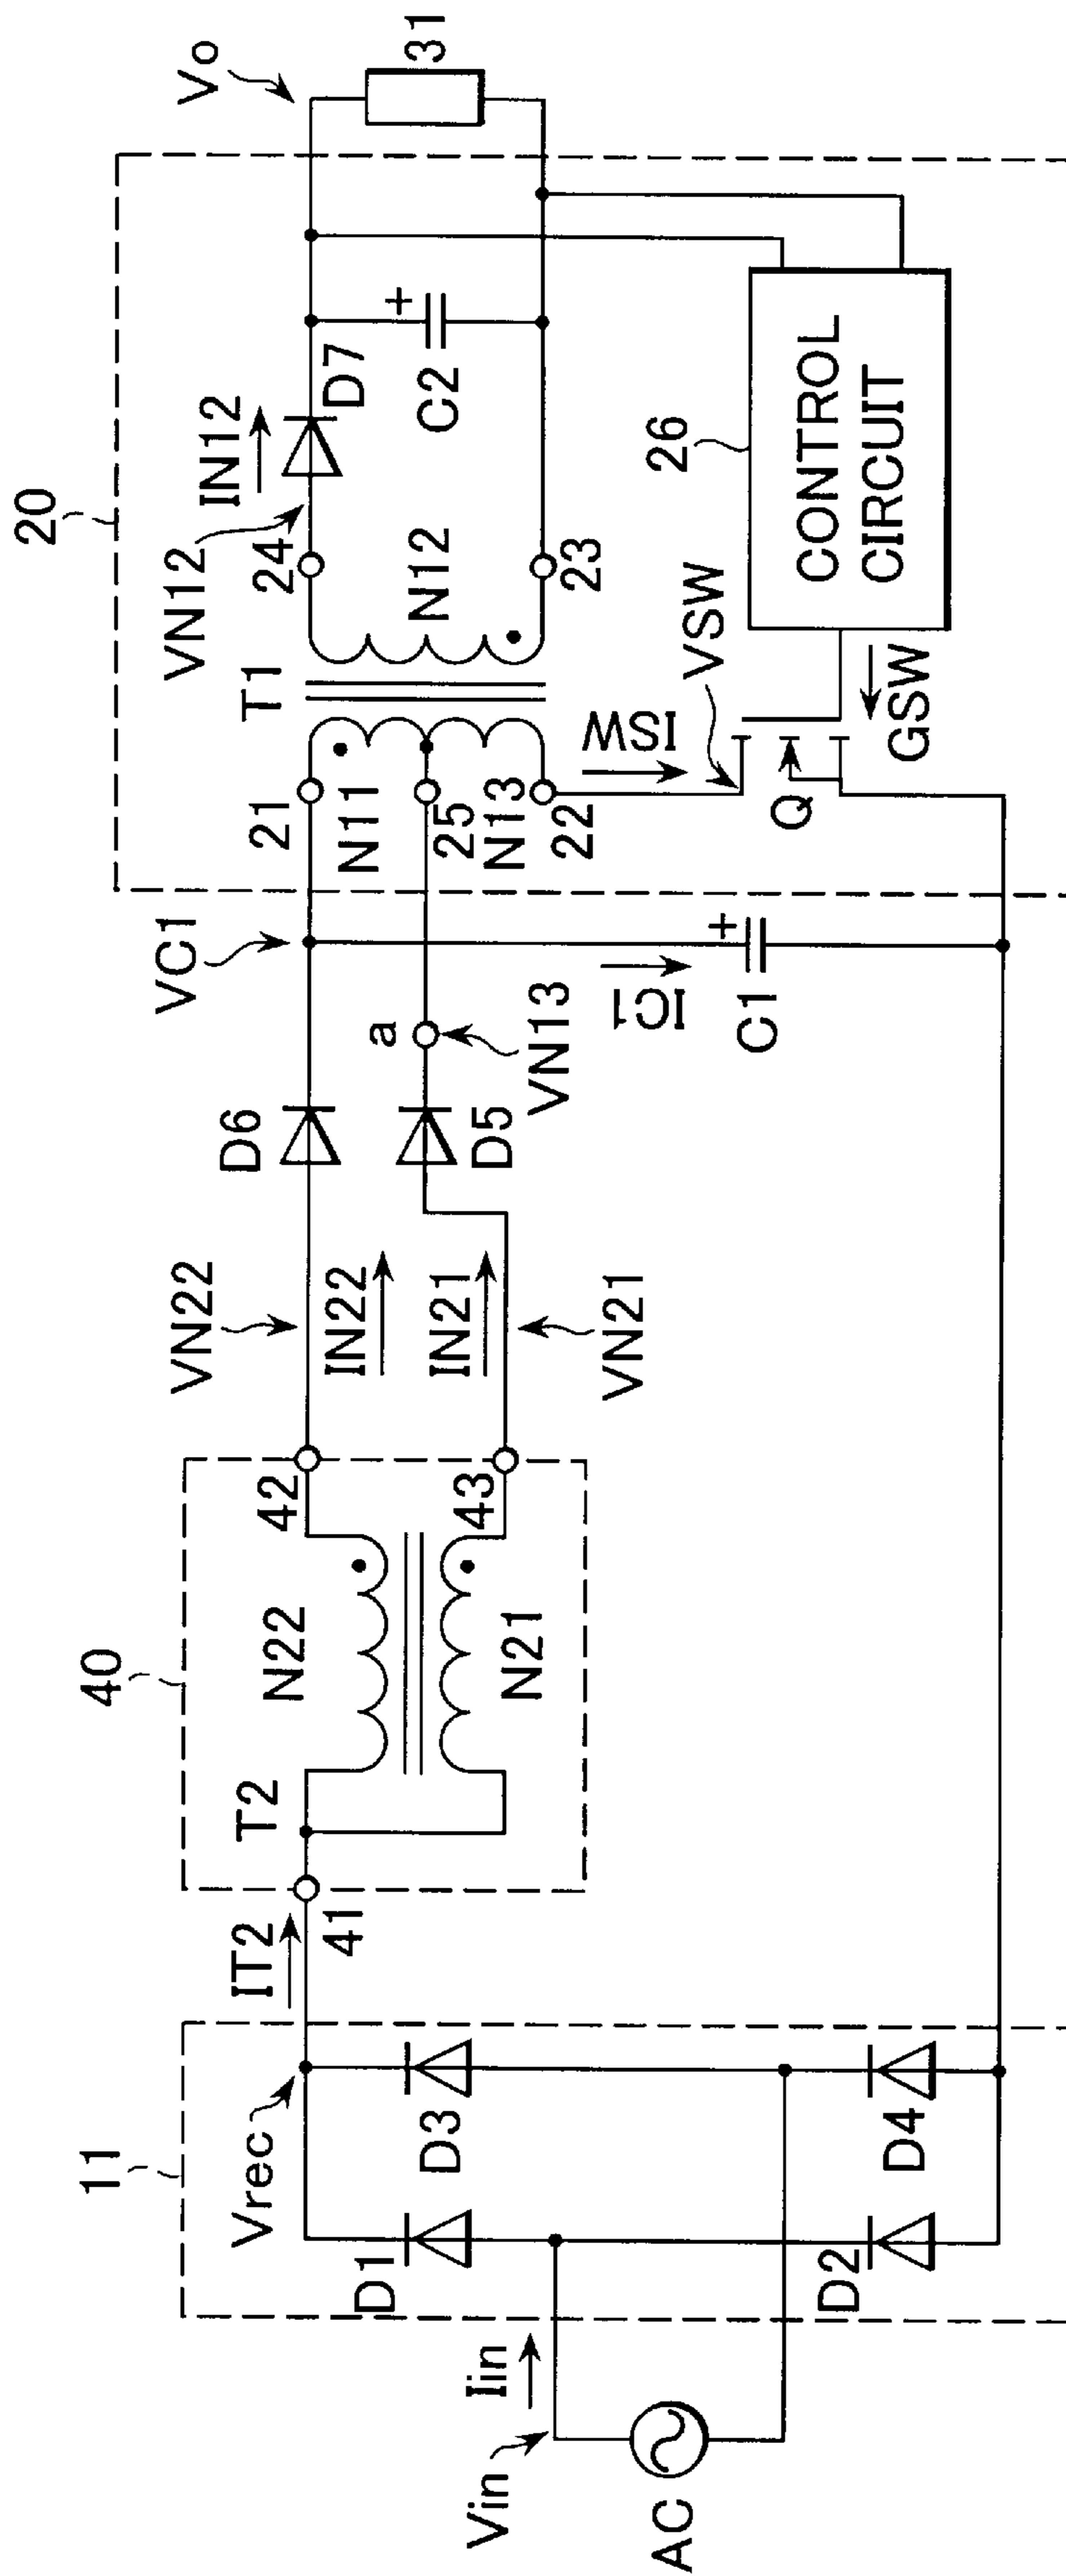 20
Vo
31
VN12
24
IN12
D7
C2
N12
23
T1
21
N11
25
N13
22
ISW
VSW
26
CONTROL
CIRCUIT
GSW
Q
VC1
a
VN13
IC1
C1
+
+
D6
D5
VN22
IN22
IN21
VN21
40
42
43
N22
N21
T2
IT2
41
11
Vrec
D1
D3
D2
D4
Vin
Iin
AC